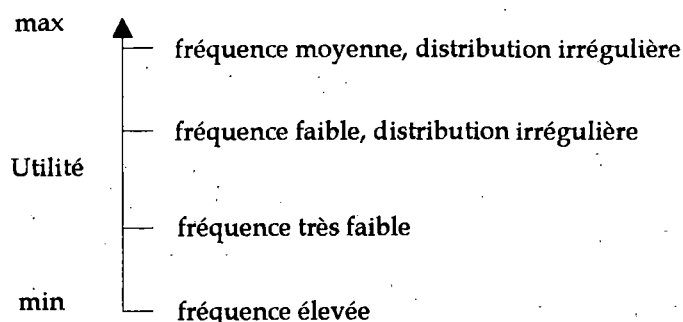 max
fréquence moyenne, distribution irrégulière
fréquence faible, distribution irrégulière
Utilité
fréquence très faible
min
fréquence élevée